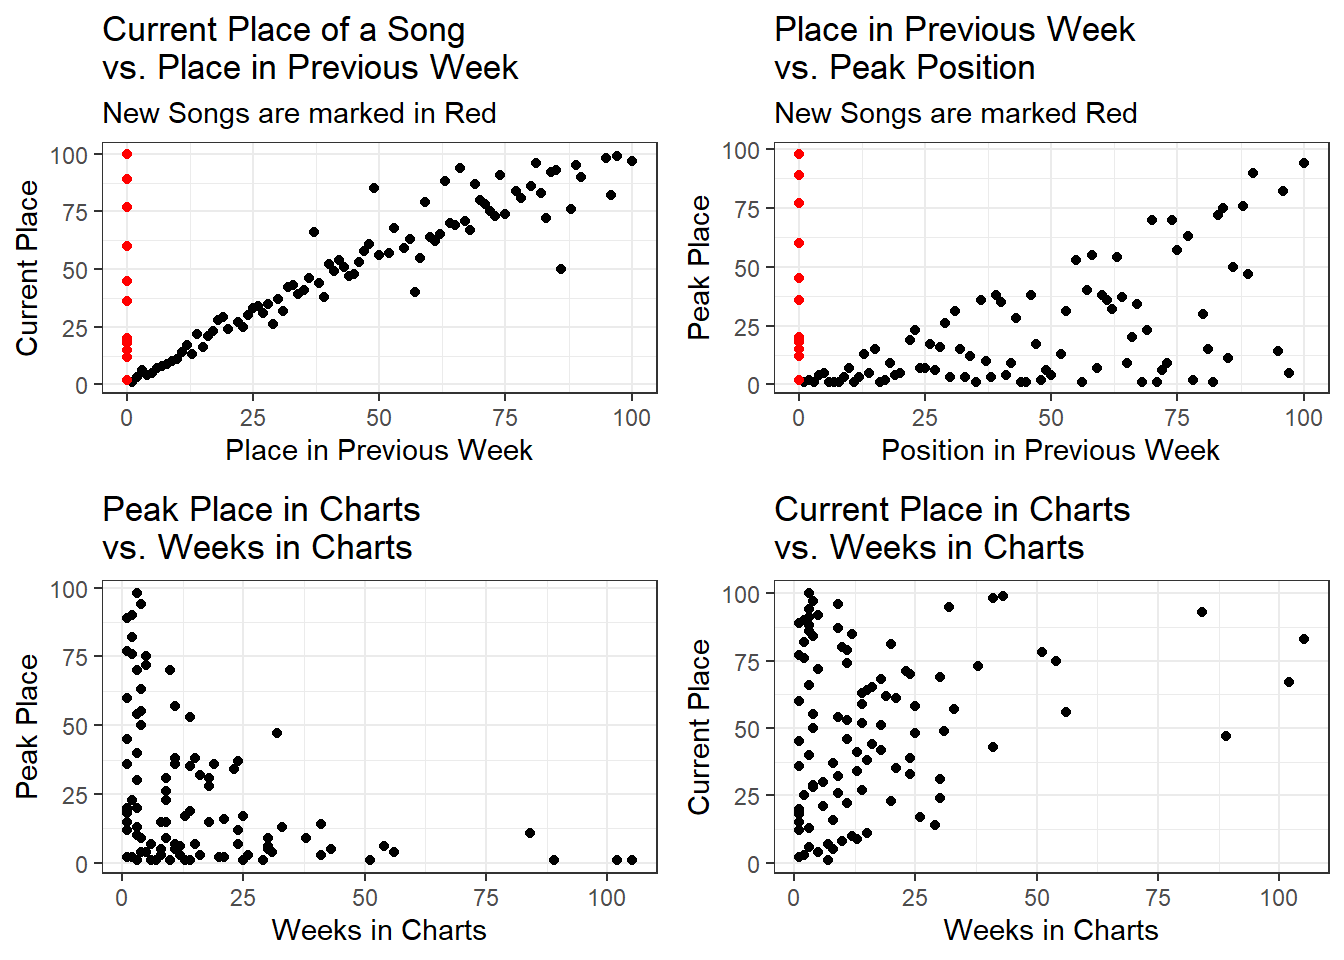 Current Place of a Song
vs. Place in Previous Week
New Songs are marked in Red
100
75
50
25
0
Current Place
0 25 50 75 100
Place in Previous Week
Place in Previous Week
vs. Peak Position
New Songs are marked Red
100
75
50
25
0
Peak Place
0 25 50 75 100
Position in Previous Week
Peak Place in Charts
vs. Weeks in Charts
100
75
50
25
0
Peak Place
0 25 50 75 100
Weeks in Charts
Current Place in Charts
vs. Weeks in Charts
100
75
50
25
0
Current Place
0 25 50 75 100
Weeks in Charts